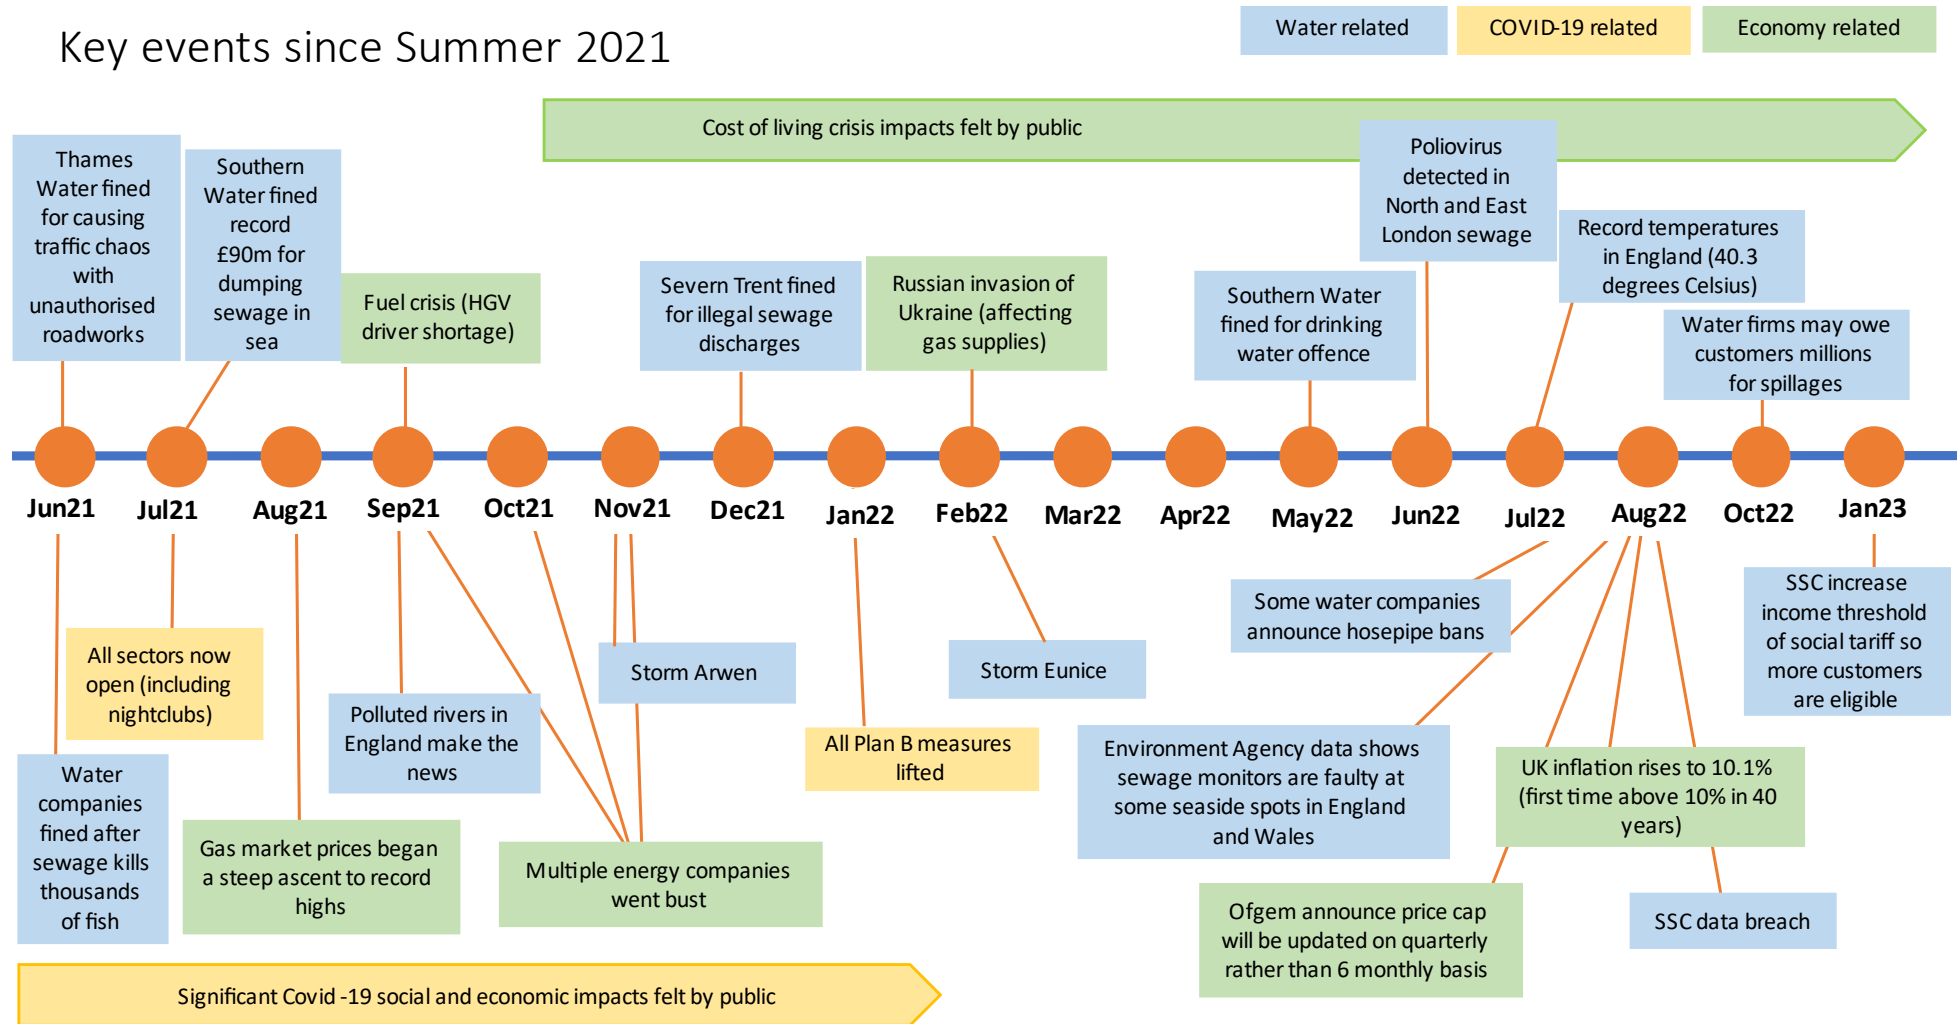 Key events since Summer 2021
Water related
COVID-19 related
Economy related
Cost of living crisis impacts felt by public
Thames
Water fined
for causing
traffic chaos
with
unauthorised
roadworks
Southern
Water fined
record
£90m for
dumping
sewage in
sea
Fuel crisis (HGV
driver shortage)
Severn Trent fined
for illegal sewage
discharges
Russian invasion of
Ukraine (affecting
gas supplies)
Southern Water
fined for drinking
water offence
Poliovirus
detected in
North and East
London sewage
Record temperatures
in England (40.3
degrees Celsius)
Water firms may owe
customers millions
for spillages
Jun21
Jul21
Aug21
Sep21
Oct21
Nov21
Dec21
Jan22
Feb22
Mar22
Apr22
May22
Jun22
Jul22
Aug22
Oct22
Jan23
Water
companies
fined after
sewage kills
thousands
of fish
All sectors now
open (including
nightclubs)
Gas market prices began
a steep ascent to record
highs
Polluted rivers in
England make the
news
Multiple energy companies
went bust
Storm Arwen
All Plan B measures
lifted
Storm Eunice
Some water companies
announce hosepipe bans
Environment Agency data shows
sewage monitors are faulty at
some seaside spots in England
and Wales
Ofgem announce price cap
will be updated on quarterly
rather than 6 monthly basis
UK inflation rises to 10.1%
(first time above 10% in 40
years)
SSC data breach
SSC increase
income threshold
of social tariff so
more customers
are eligible
Significant Covid -19 social and economic impacts felt by public